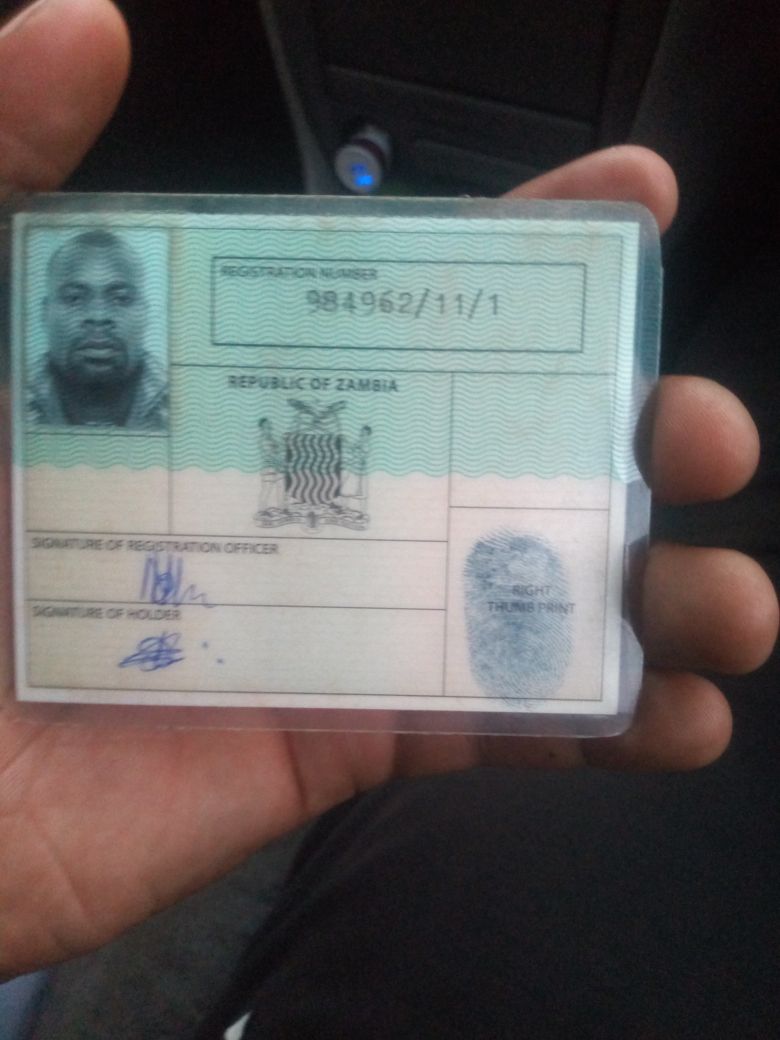 REGISTRATION NUMBER
984962/11/1
REPUBLIC OF ZAMBIA
SIGNATURE OF REGISTRATION OFFICER
SIGNATURE OF HOLDER
RIGHT
THUMB PRINT